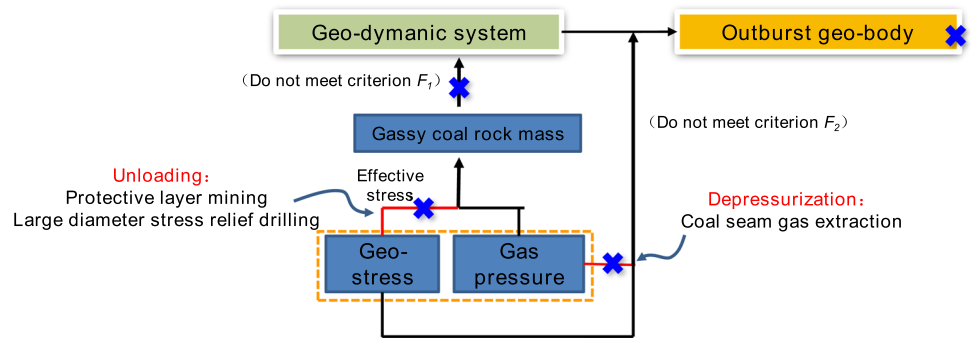 Geo-dymanic system
Outburst geo-body
（Do not meet criterion F1）
Gassy coal rock mass
（Do not meet criterion F2）
Unloading：
Protective layer mining
Large diameter stress relief drilling
Effective
stress
Depressurization：
Coal seam gas extraction
Geo-
stress
Gas
pressure